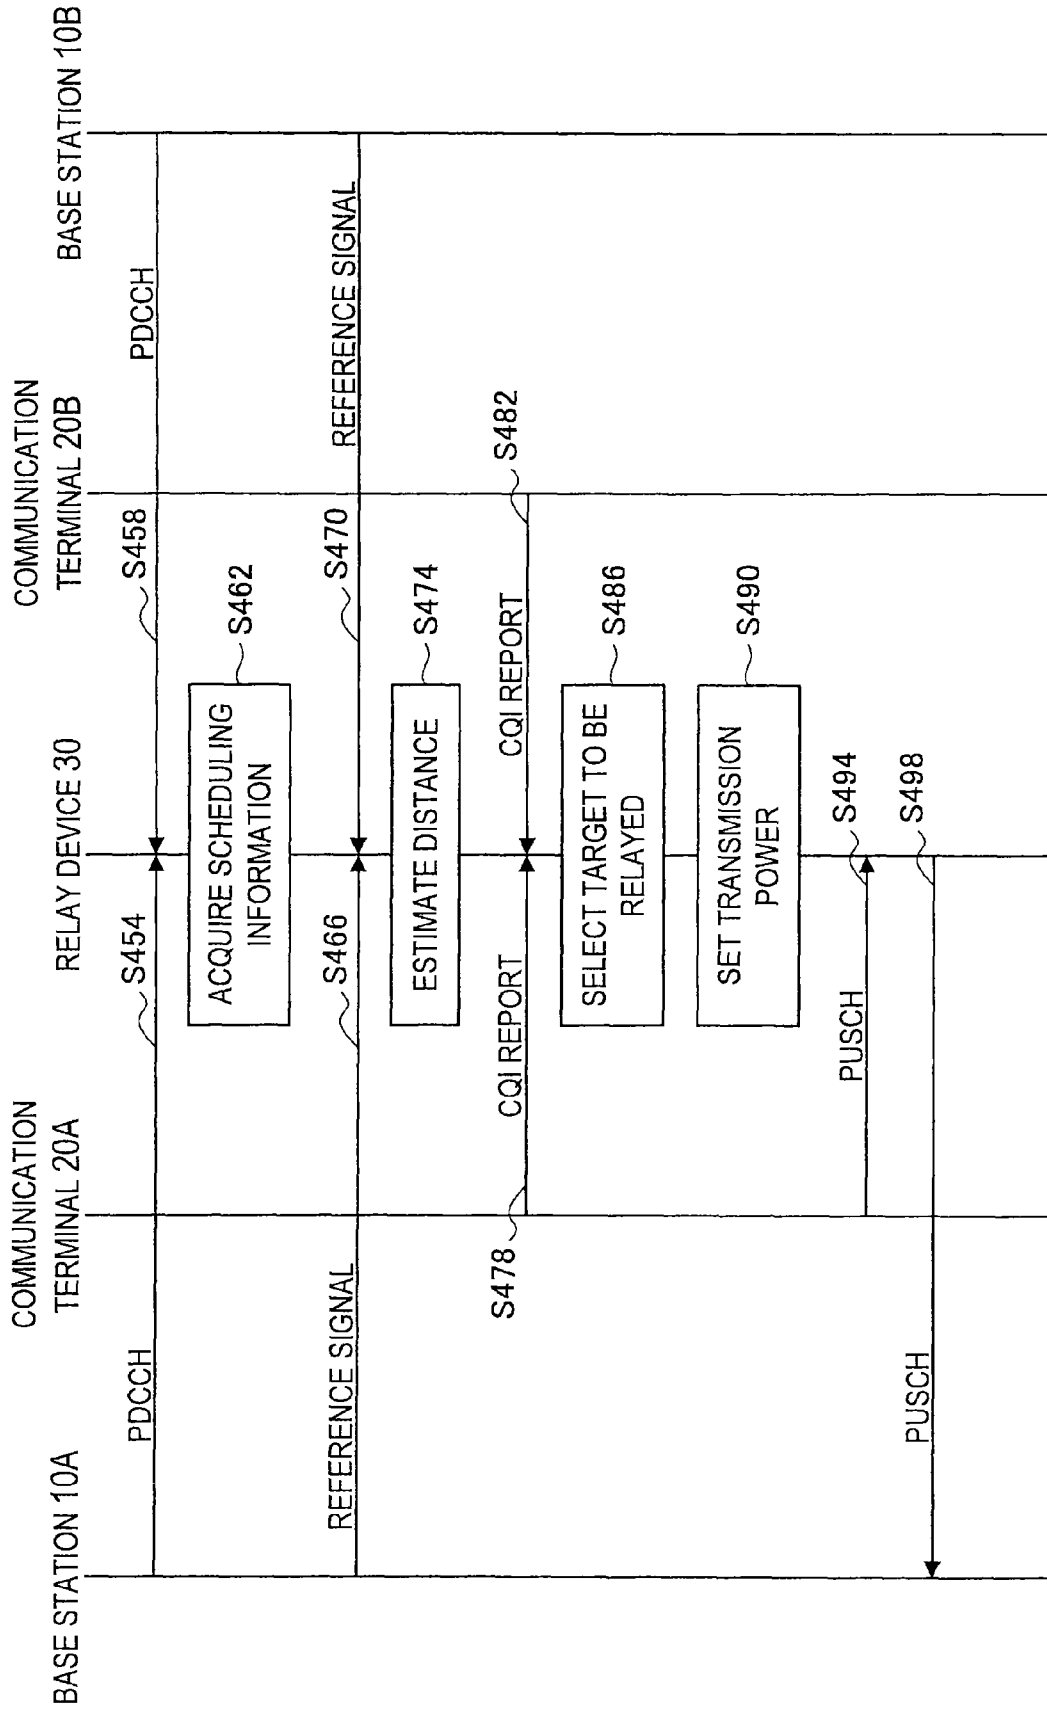 BASE STATION 10A
COMMUNICATION
TERMINAL 20A
RELAY DEVICE 30
COMMUNICATION
TERMINAL 20B
BASE STATION 10B
PDCCH
S454
S458
PDCCH
ACQUIRE SCHEDULING
INFORMATION
S462
REFERENCE SIGNAL
S466
S470
REFERENCE SIGNAL
ESTIMATE DISTANCE
S474
S478
CQI REPORT
CQI REPORT
S482
SELECT TARGET TO BE
RELAYED
S486
SET TRANSMISSION
POWER
S490
PUSCH
S494
PUSCH
S498